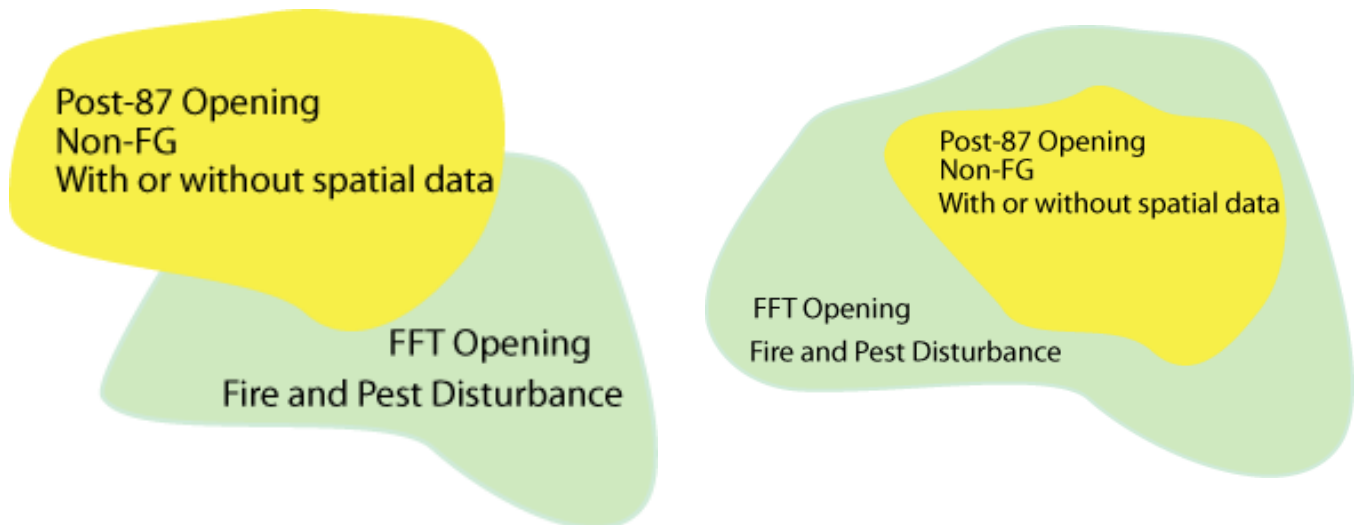 Post-87 Opening
Non-FG
With or without spatial data
FFT Opening
Fire and Pest Disturbance
Post-87 Opening
Non-FG
With or without spatial data
FFT Opening
Fire and Pest Disturbance